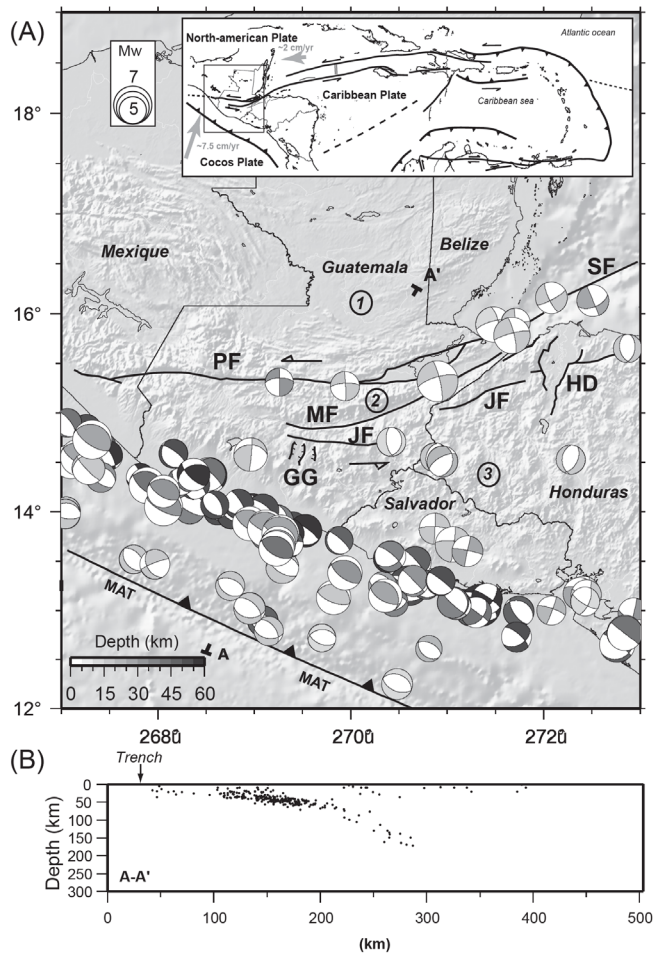 (A)
Mw
7
5
North-american Plate
~2 cm/yr
Atlantic ocean
Caribbean Plate
Caribbean sea
~7.5 cm/yr
Cocos Plate
18°
Mexique
Guatemala
Belize
A'
SF
16°
1
PF
MF
2
JF
JF
HD
GG
3
14°
Salvador
Honduras
MAT
Depth (km)
A
0 15 30 45 60
MAT
12°
268°
270°
272°
(B)
Trench
Depth (km)
0
50
100
150
200
250
300
A-A'
0 100 200 300 400 500
(km)